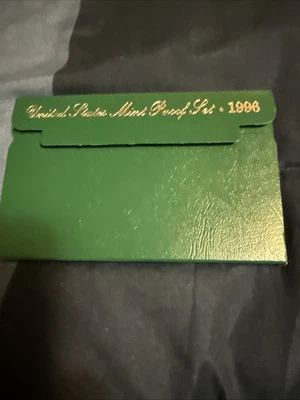 United States Mint Proof Set • 1996